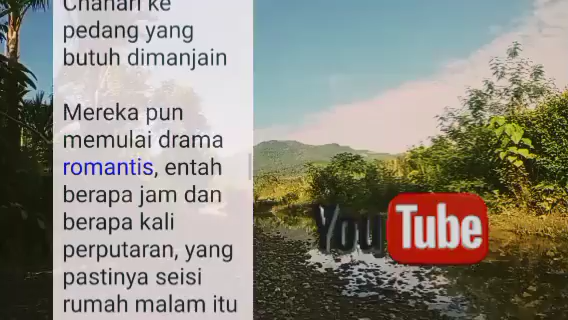 Chahari ke
pedang yang
butuh dimanjain
Mereka pun
memulai drama
romantis, entah
berapa jam dan
berapa kali
perputaran, yang
pastinya seisi
rumah malam itu
YouTube